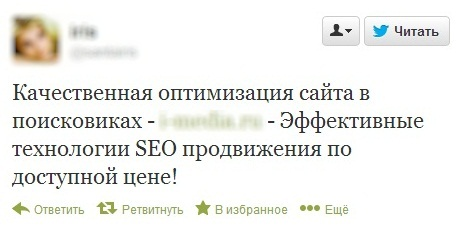 Читать
Качественная оптимизация сайта в
поисковиках - - Эффективные
технологии SEO продвижения по
доступной цене!
Ответить Ретвитнуть В избранное Ещё